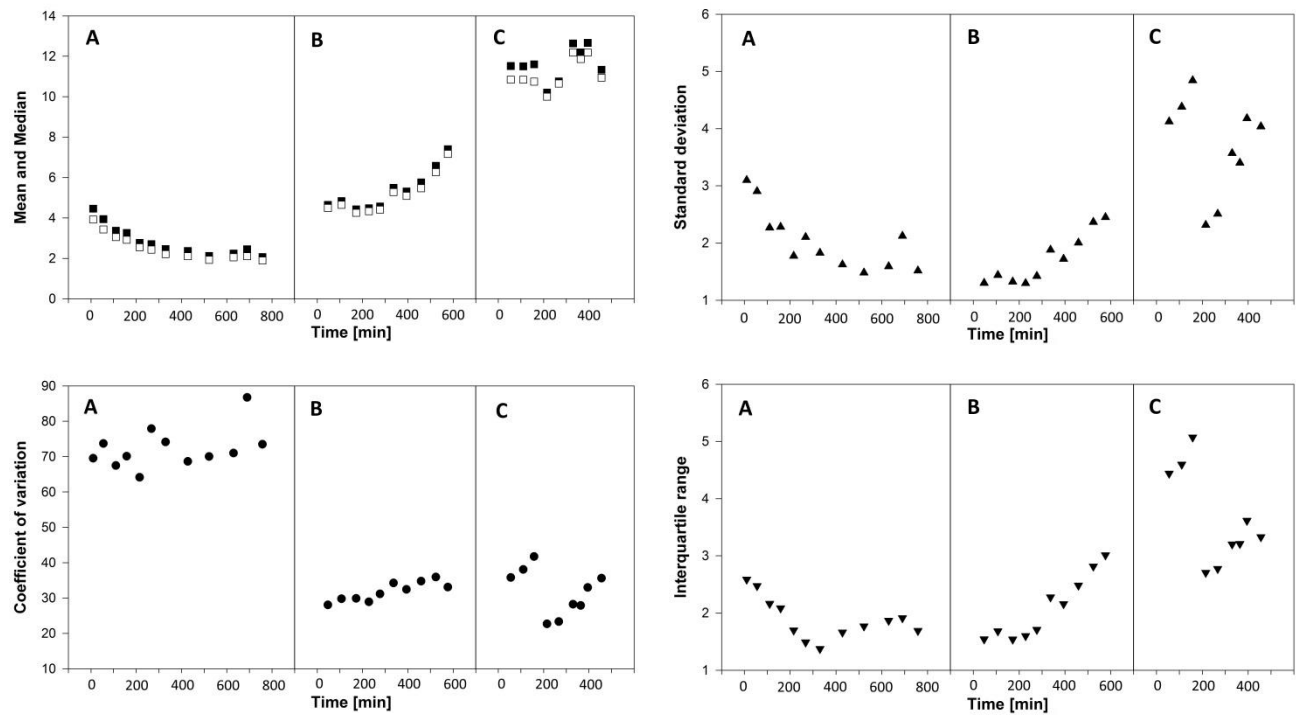 Mean and Median
14
12
10
8
6
4
2
0
A
B
C
0 200 400 600 800 0 200 400 600 0 200 400
Time [min]
Standard deviation
6
5
4
3
2
1
A
B
C
0 200 400 600 800 0 200 400 600 0 200 400
Time [min]
Coefficient of variation
90
80
70
60
50
40
30
20
10
A
B
C
0 200 400 600 800 0 200 400 600 0 200 400
Time [min]
Interquartile range
6
5
4
3
2
1
A
B
C
0 200 400 600 800 0 200 400 600 0 200 400
Time [min]